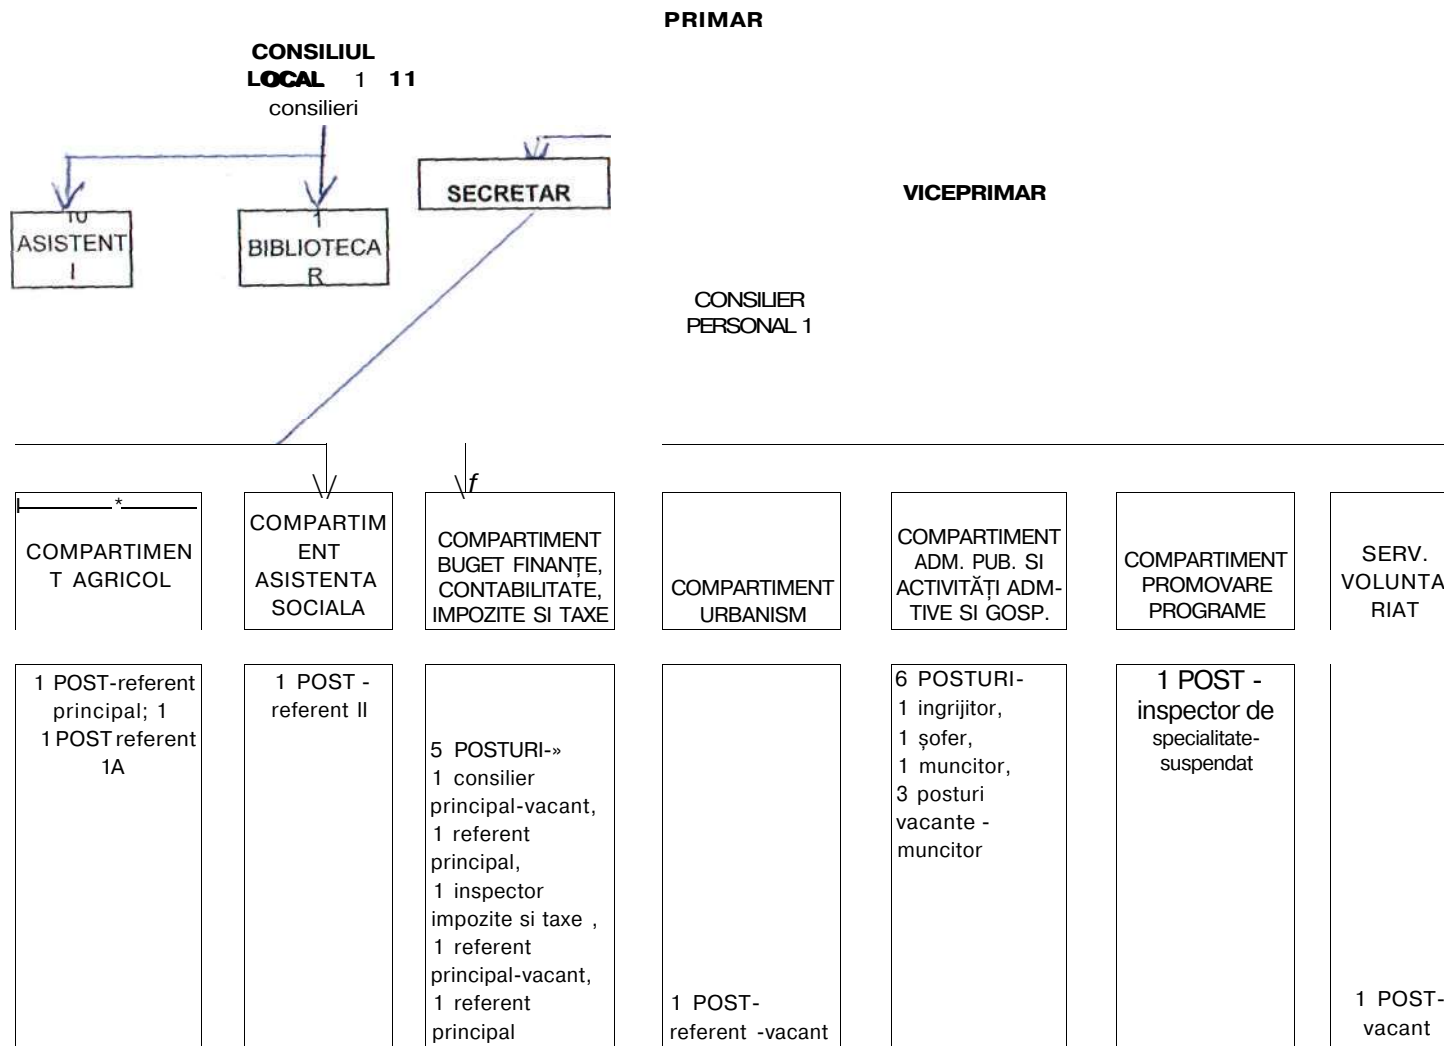 PRIMAR
CONSILIUL
LOCAL 1 11
consilieri
10
ASISTENT
I
1
BIBLIOTECA
R
SECRETAR
VICEPRIMAR
CONSILIER
PERSONAL 1
COMPARTIMEN
T AGRICOL
COMPARTIM
ENT
ASISTENTA
SOCIALA
COMPARTIMENT
BUGET FINANȚE,
CONTABILITATE,
IMPOZITE SI TAXE
COMPARTIMENT
URBANISM
COMPARTIMENT
ADM. PUB. SI
ACTIVITĂȚI ADM-
TIVE SI GOSP.
COMPARTIMENT
PROMOVARE
PROGRAME
SERV.
VOLUNTA
RIAT
1 POST-referent
principal; 1
1 POST referent
1A
1 POST -
referent II
5 POSTURI-»
1 consilier
principal-vacant,
1 referent
principal,
1 inspector
impozite si taxe ,
1 referent
principal-vacant,
1 referent
principal
1 POST-
referent -vacant
6 POSTURI-
1 ingrijitor,
1 șofer,
1 muncitor,
3 posturi
vacante -
muncitor
1 POST -
inspector de
specialitate-
suspendat
1 POST-
vacant